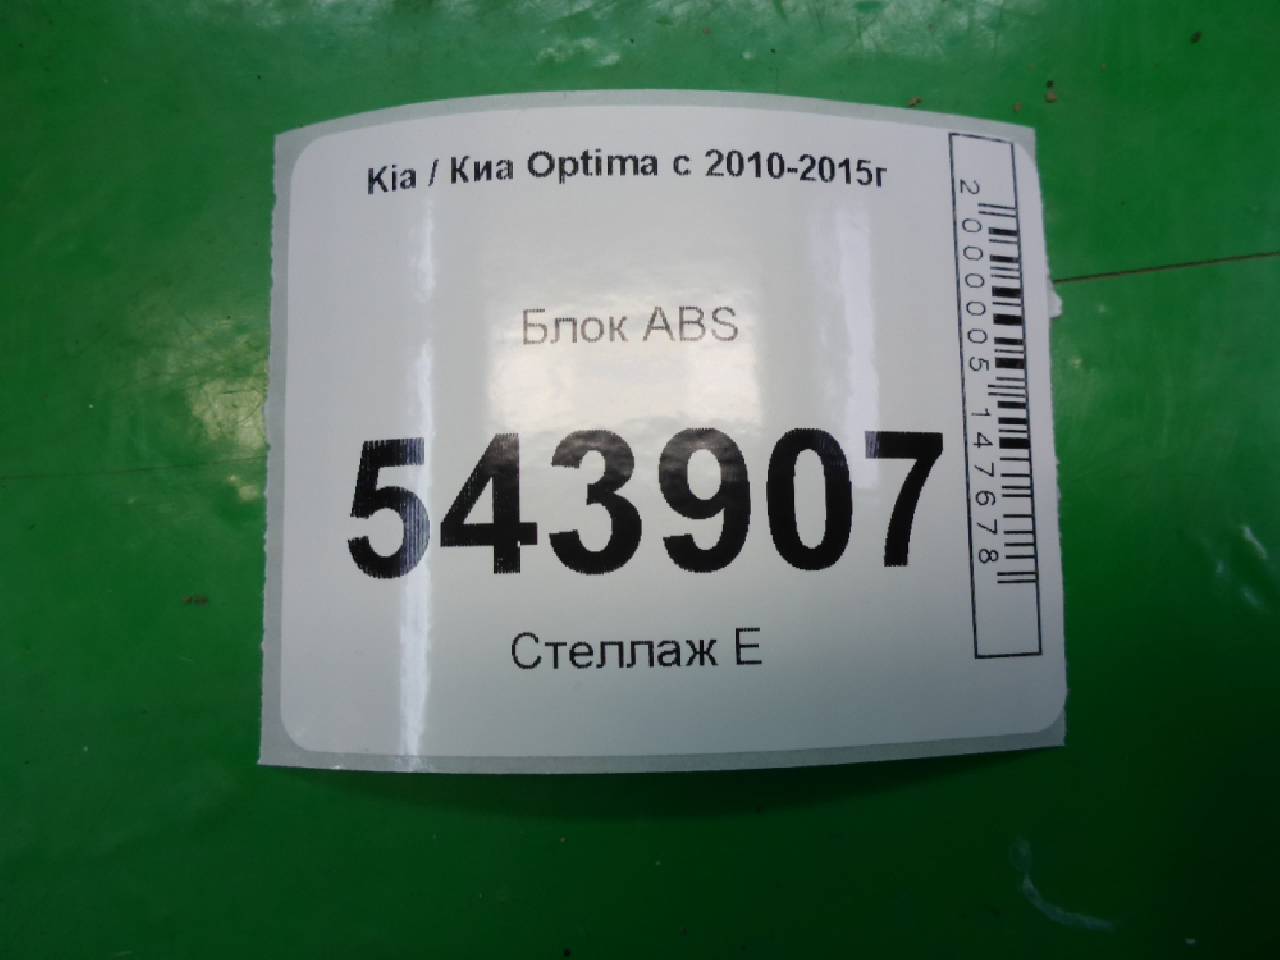 Kia / Киа Optima с 2010-2015г
Блок ABS
543907
Стеллаж Е
2000005147678